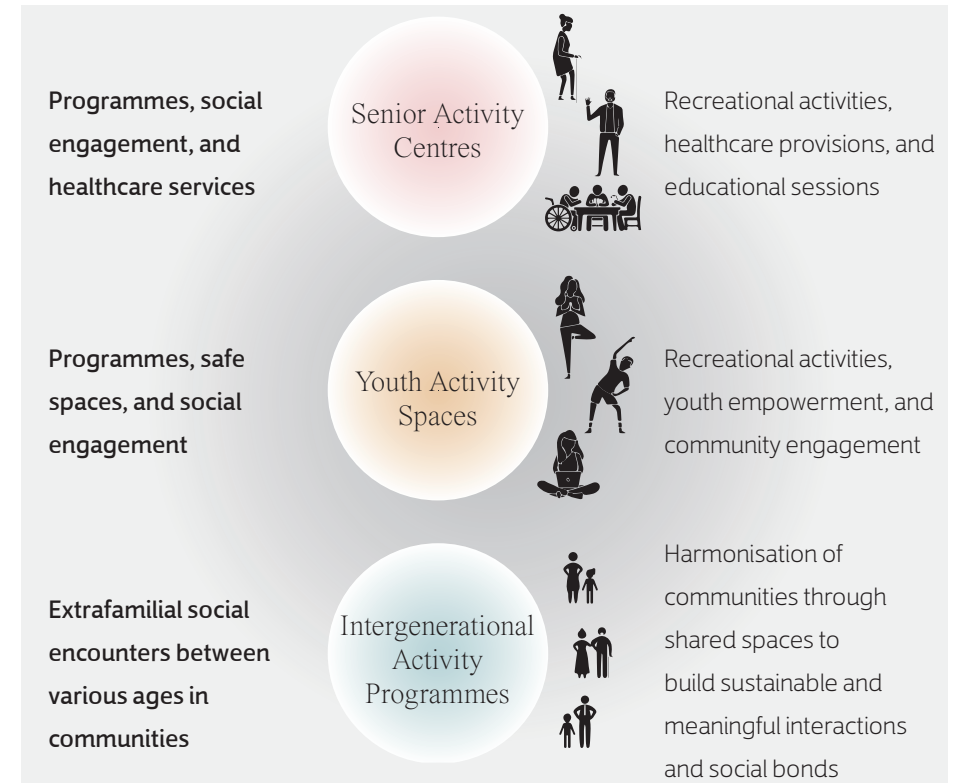 Programmes, social
engagement, and
healthcare services
Senior Activity
Centres
Recreational activities,
healthcare provisions, and
educational sessions
Programmes, safe
spaces, and social
engagement
Youth Activity
Spaces
Recreational activities,
youth empowerment, and
community engagement
Extrafamilial social
encounters between
various ages in
communities
Intergenerational
Activity
Programmes
Harmonisation of
communities through
shared spaces to
build sustainable and
meaningful interactions
and social bonds